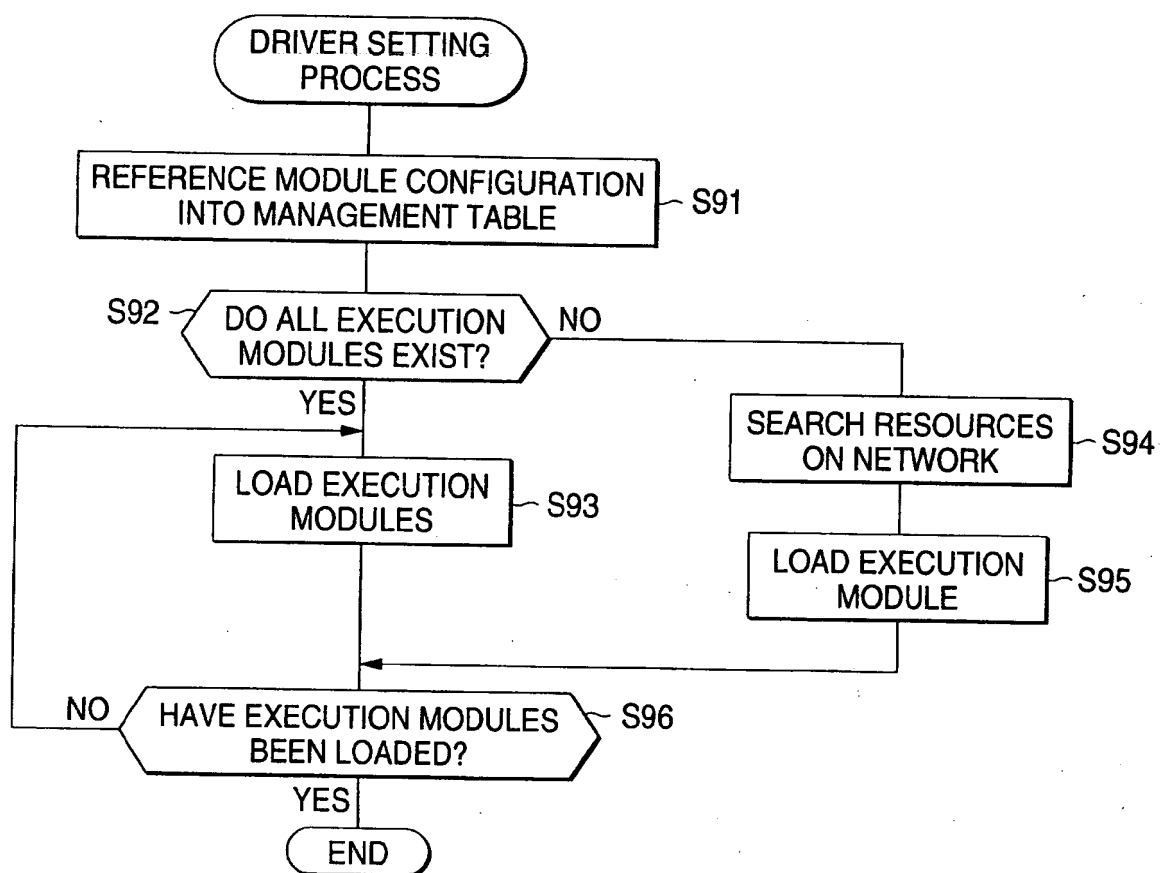 DRIVER SETTING
PROCESS
REFERENCE MODULE CONFIGURATION
INTO MANAGEMENT TABLE
S91
S92
DO ALL EXECUTION
MODULES EXIST?
NO
YES
SEARCH RESOURCES
ON NETWORK
S94
LOAD EXECUTION
MODULES
S93
LOAD EXECUTION
MODULE
S95
NO
HAVE EXECUTION MODULES
BEEN LOADED?
S96
YES
END